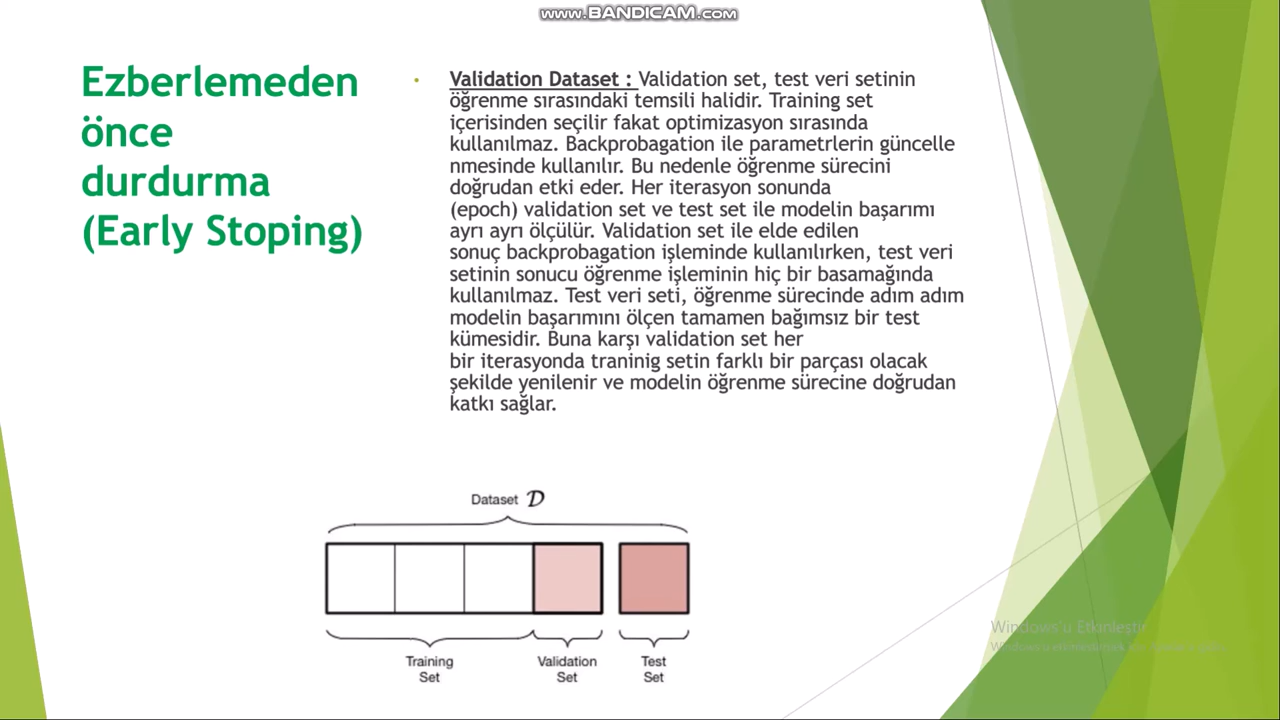 www.BANDICAM.com
Ezberlemeden
önce
durdurma
(Early Stoping)
Validation Dataset : Validation set, test veri setinin
öğrenme sırasındaki temsili halidir. Training set
içerisinden seçilir fakat optimizasyon sırasında
kullanılmaz. Backprobagation ile parametrlerin güncelle
nmesinde kullanılır. Bu nedenle öğrenme sürecini
doğrudan etki eder. Her iterasyon sonunda
(epoch) validation set ve test set ile modelin başarımı
ayrı ayrı ölçülür. Validation set ile elde edilen
sonuç backprobagation işleminde kullanılırken, test veri
setinin sonucu öğrenme işleminin hiç bir basamağında
kullanılmaz. Test veri seti, öğrenme sürecinde adım adım
modelin başarımını ölçen tamamen bağımsız bir test
kümesidir. Buna karşı validation set her
bir iterasyonda traninig setin farklı bir parçası olacak
şekilde yenilenir ve modelin öğrenme sürecine doğrudan
katkı sağlar.
Dataset D
Training
Set
Validation
Set
Test
Set
Windows'u Etkinleştir